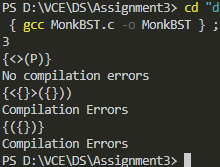 PS D:\VCE\DS\Assignment3> cd "d
 { gcc MonkBST.c -o MonkBST } ;
3
{<>(P)}
No compilation errors
{<{}>({}))
Compilation Errors
{({})}
Compilation Errors
PS D:\VCE\DS\Assignment3>